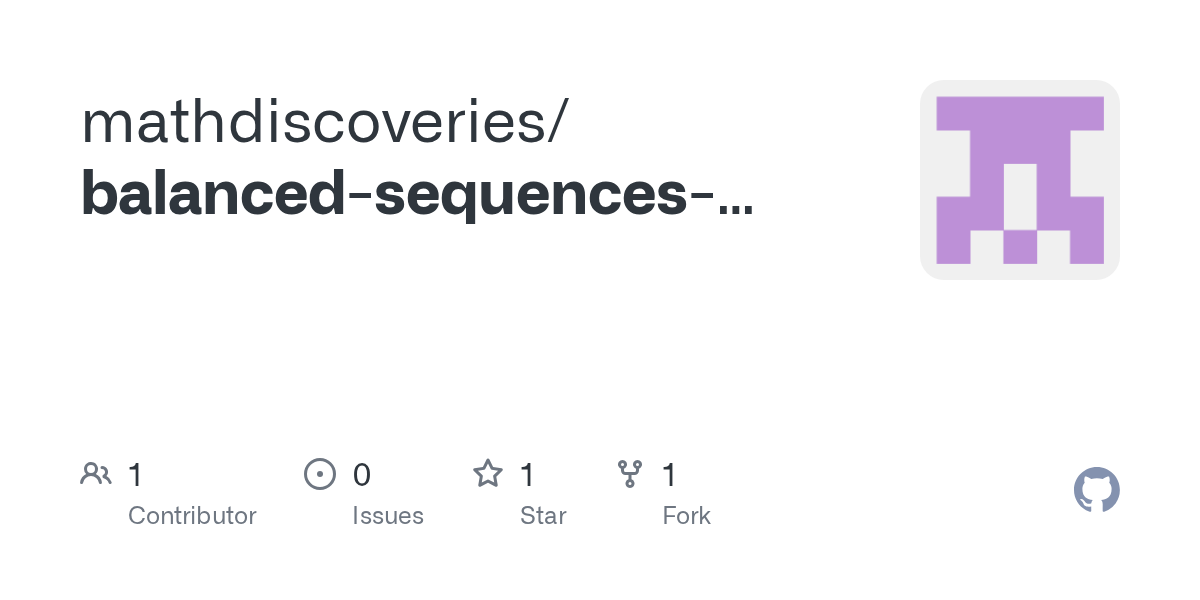 mathdiscoveries/
balanced-sequences-...
1
Contributor
0
Issues
1
Star
1
Fork